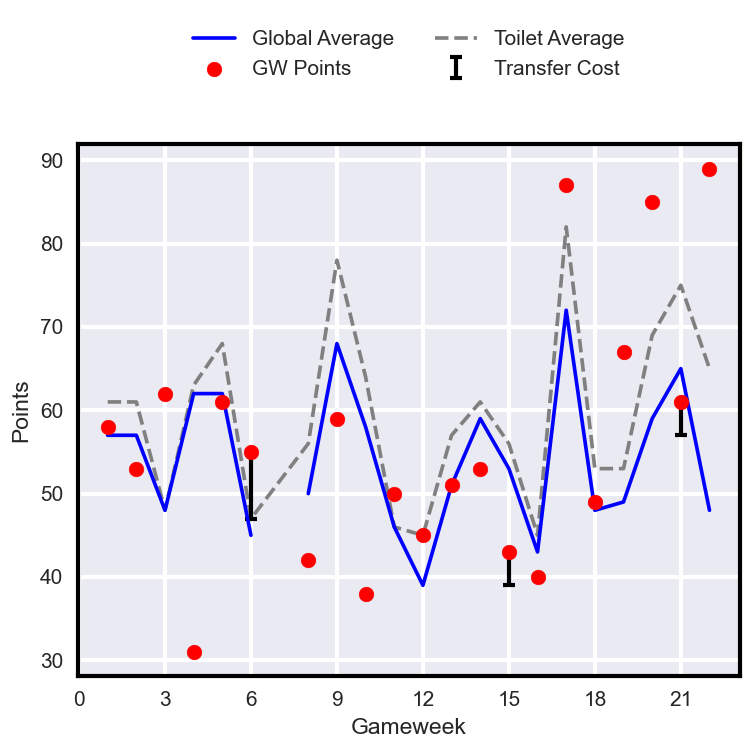 Global Average
Toilet Average
GW Points
Transfer Cost
90
80
70
60
50
40
30
Points
0 3 6 9 12 15 18 21
Gameweek